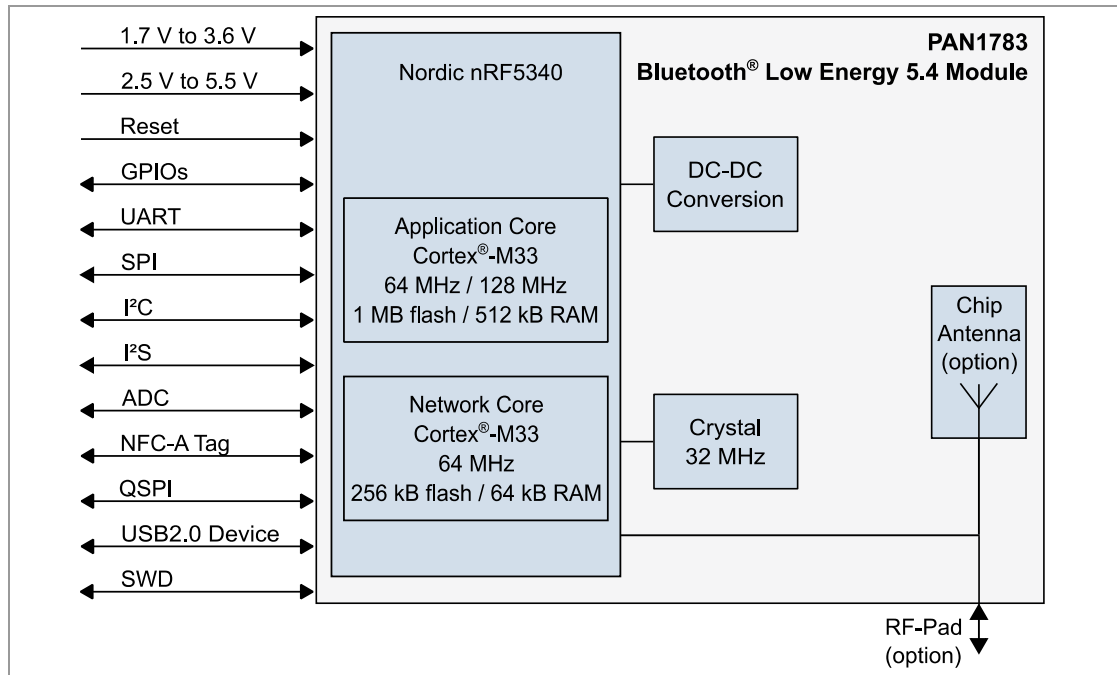 1.7 V to 3.6 V
2.5 V to 5.5 V
Reset
GPIOs
UART
SPI
I²C
I²S
ADC
NFC-A Tag
QSPI
USB2.0 Device
SWD
PAN1783
Bluetooth® Low Energy 5.4 Module
Nordic nRF5340
Application Core
Cortex®-M33
64 MHz / 128 MHz
1 MB flash / 512 kB RAM
Network Core
Cortex®-M33
64 MHz
256 kB flash / 64 kB RAM
DC-DC
Conversion
Crystal
32 MHz
Chip
Antenna
(option)
RF-Pad
(option)